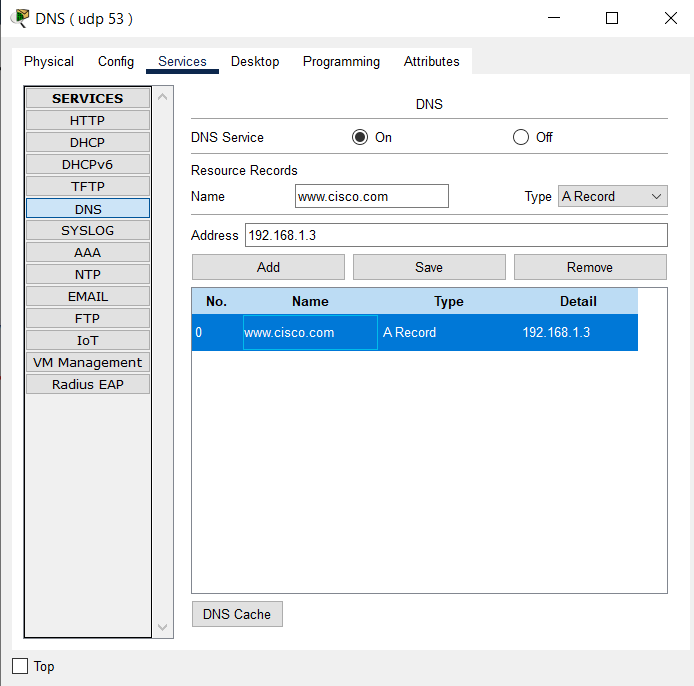 DNS ( udp 53 )
Physical Config Services Desktop Programming Attributes
SERVICES
HTTP
DHCP
DHCPv6
TFTP
DNS
SYSLOG
AAA
NTP
EMAIL
FTP
IoT
VM Management
Radius EAP
DNS
DNS Service On Off
Resource Records
Name www.cisco.com Type A Record
Address 192.168.1.3
Add Save Remove
No. Name Type Detail
0 www.cisco.com A Record 192.168.1.3
DNS Cache
Top